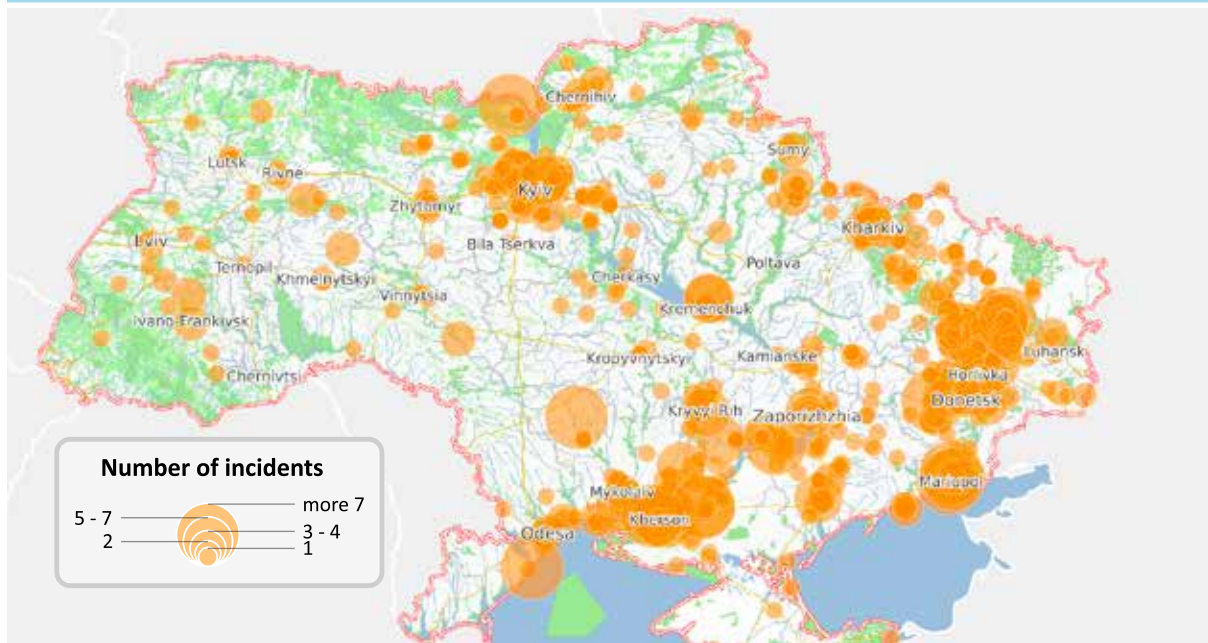 Chernihiv
Sumy
Lutsk
Rivne
Kyiv
Zhytomyr
Kharkiv
Lviv
Bila Tserkva
Ternopil
Khmelnytskyi
Cherkasy
Poltava
Vinnytsia
Kremenchuk
Ivano-Frankivsk
Kropyvnytskyi
Kamianske
Luhansk
Chernivtsi
Horlivka
Donetsk
Kryvyi Rih
Zaporizhzhia
Mariupol
Mykolaiv
Kherson
Odesa
Number of incidents
more 7
5 - 7
3 - 4
2
1